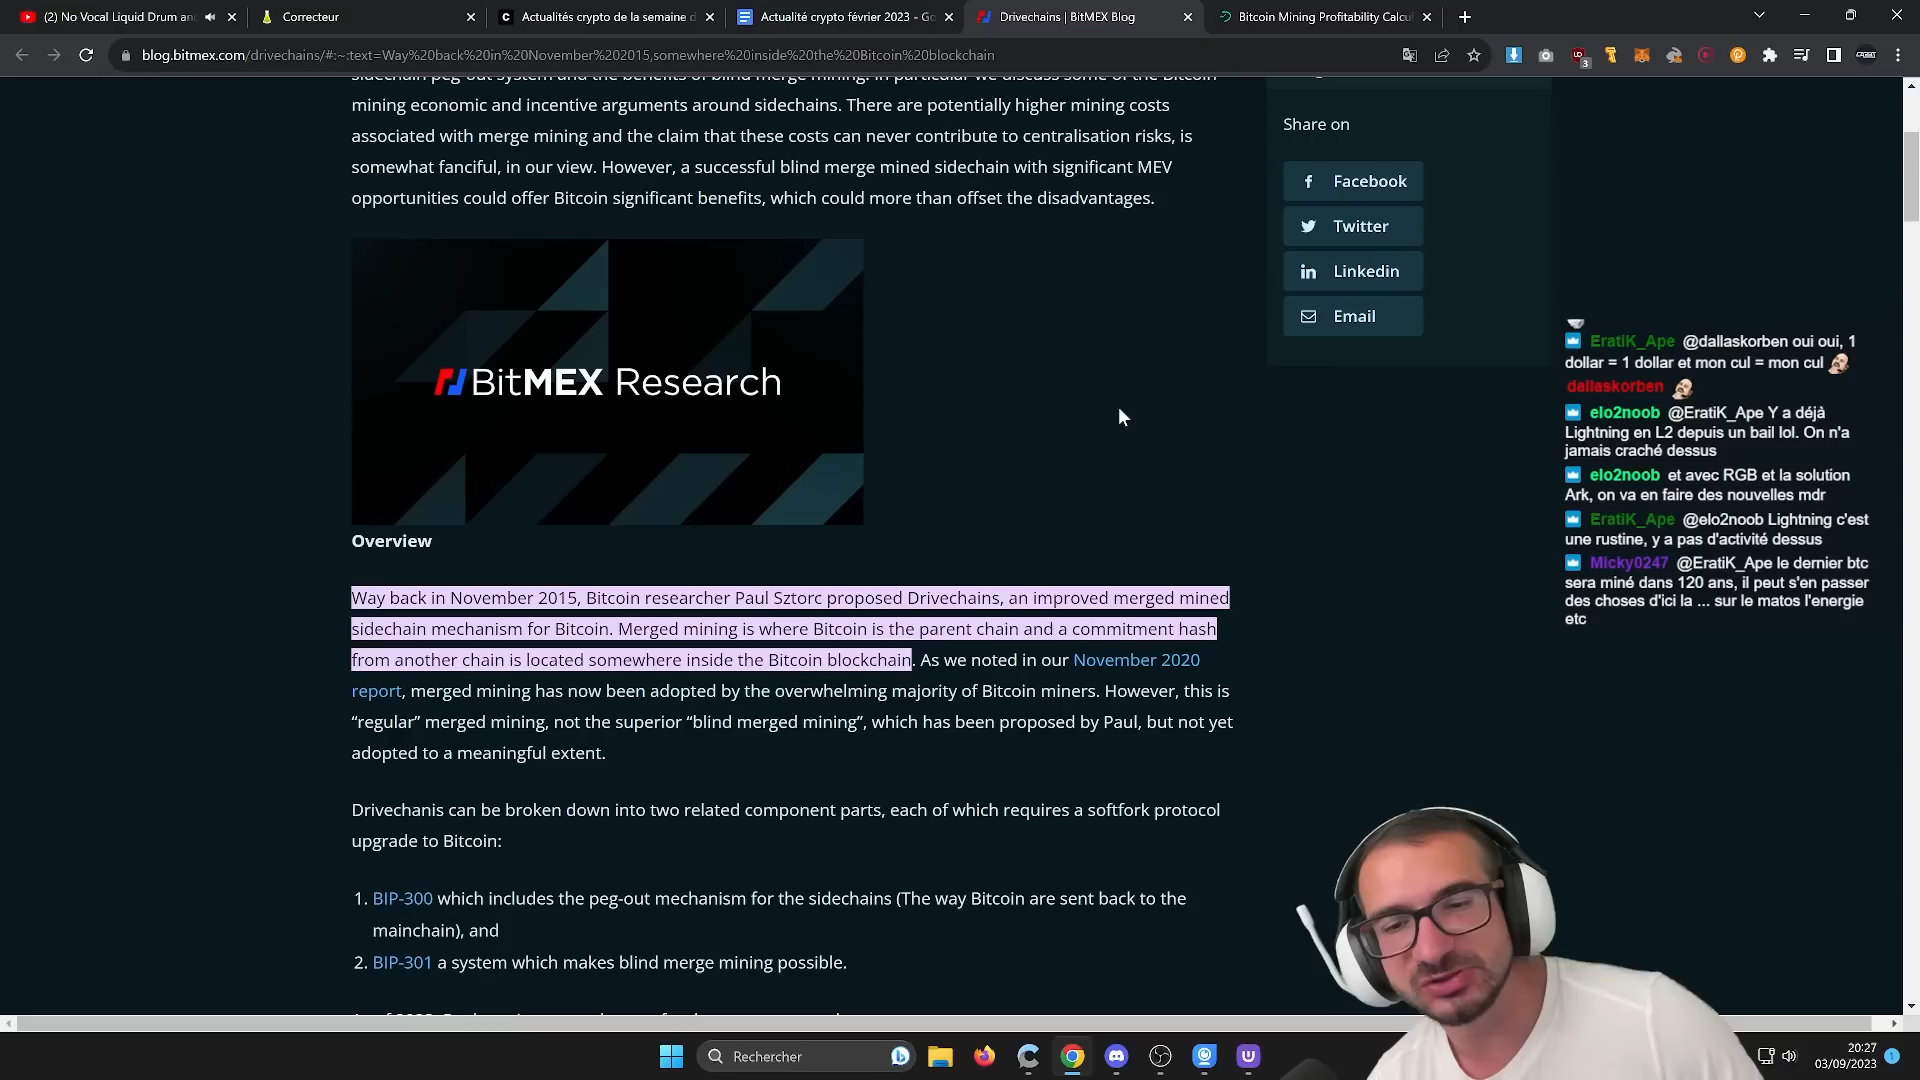 (2) No Vocal Liquid Drum an
Correcteur
Actualités crypto de la semaine d
Actualité crypto février 2023 - Go
Drivechains | BitMEX Blog
Bitcoin Mining Profitability Calcul
blog.bitmex.com/drivechains/#:~:text=Way%20back%20in%20November%202015,somewhere%20inside%20the%20Bitcoin%20blockchain
mining economic and incentive arguments around sidechains. There are potentially higher mining costs
associated with merge mining and the claim that these costs can never contribute to centralisation risks, is
somewhat fanciful, in our view. However, a successful blind merge mined sidechain with significant MEV
opportunities could offer Bitcoin significant benefits, which could more than offset the disadvantages.
BitMEX Research
Overview
Way back in November 2015, Bitcoin researcher Paul Sztorc proposed Drivechains, an improved merged mined
sidechain mechanism for Bitcoin. Merged mining is where Bitcoin is the parent chain and a commitment hash
from another chain is located somewhere inside the Bitcoin blockchain. As we noted in our November 2020
report, merged mining has now been adopted by the overwhelming majority of Bitcoin miners. However, this is
“regular” merged mining, not the superior “blind merged mining”, which has been proposed by Paul, but not yet
adopted to a meaningful extent.
Drivechanis can be broken down into two related component parts, each of which requires a softfork protocol
upgrade to Bitcoin:
1. BIP-300 which includes the peg-out mechanism for the sidechains (The way Bitcoin are sent back to the
mainchain), and
2. BIP-301 a system which makes blind merge mining possible.
Share on
Facebook
Twitter
Linkedin
Email
EratiK_Ape @dallaskorben oui oui, 1
dollar = 1 dollar et mon cul = mon cul
dallaskorben
elo2noob @EratiK_Ape Y a déjà
Lightning en L2 depuis un bail lol. On n'a
jamais craché dessus
elo2noob et avec RGB et la solution
Ark, on va en faire des nouvelles mdr
EratiK_Ape @elo2noob Lightning c'est
une rustine, y a pas d'activité dessus
Micky0247 @EratiK_Ape le dernier btc
sera miné dans 120 ans, il peut s'en passer
des choses d'ici la ... sur le matos l'energie
etc
Rechercher
20:27
03/09/2023